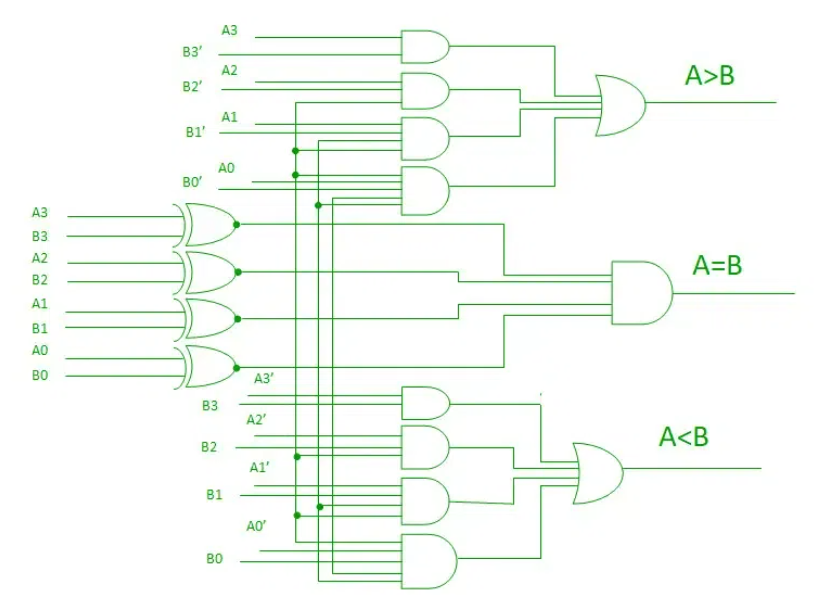 A3
B3′
A2
B2′
A1
B1′
A0
B0′
A>B
A3
B3
A2
B2
A1
B1
A0
B0
A=B
A3′
B3
A2′
B2
A1′
B1
A0′
B0
A<B